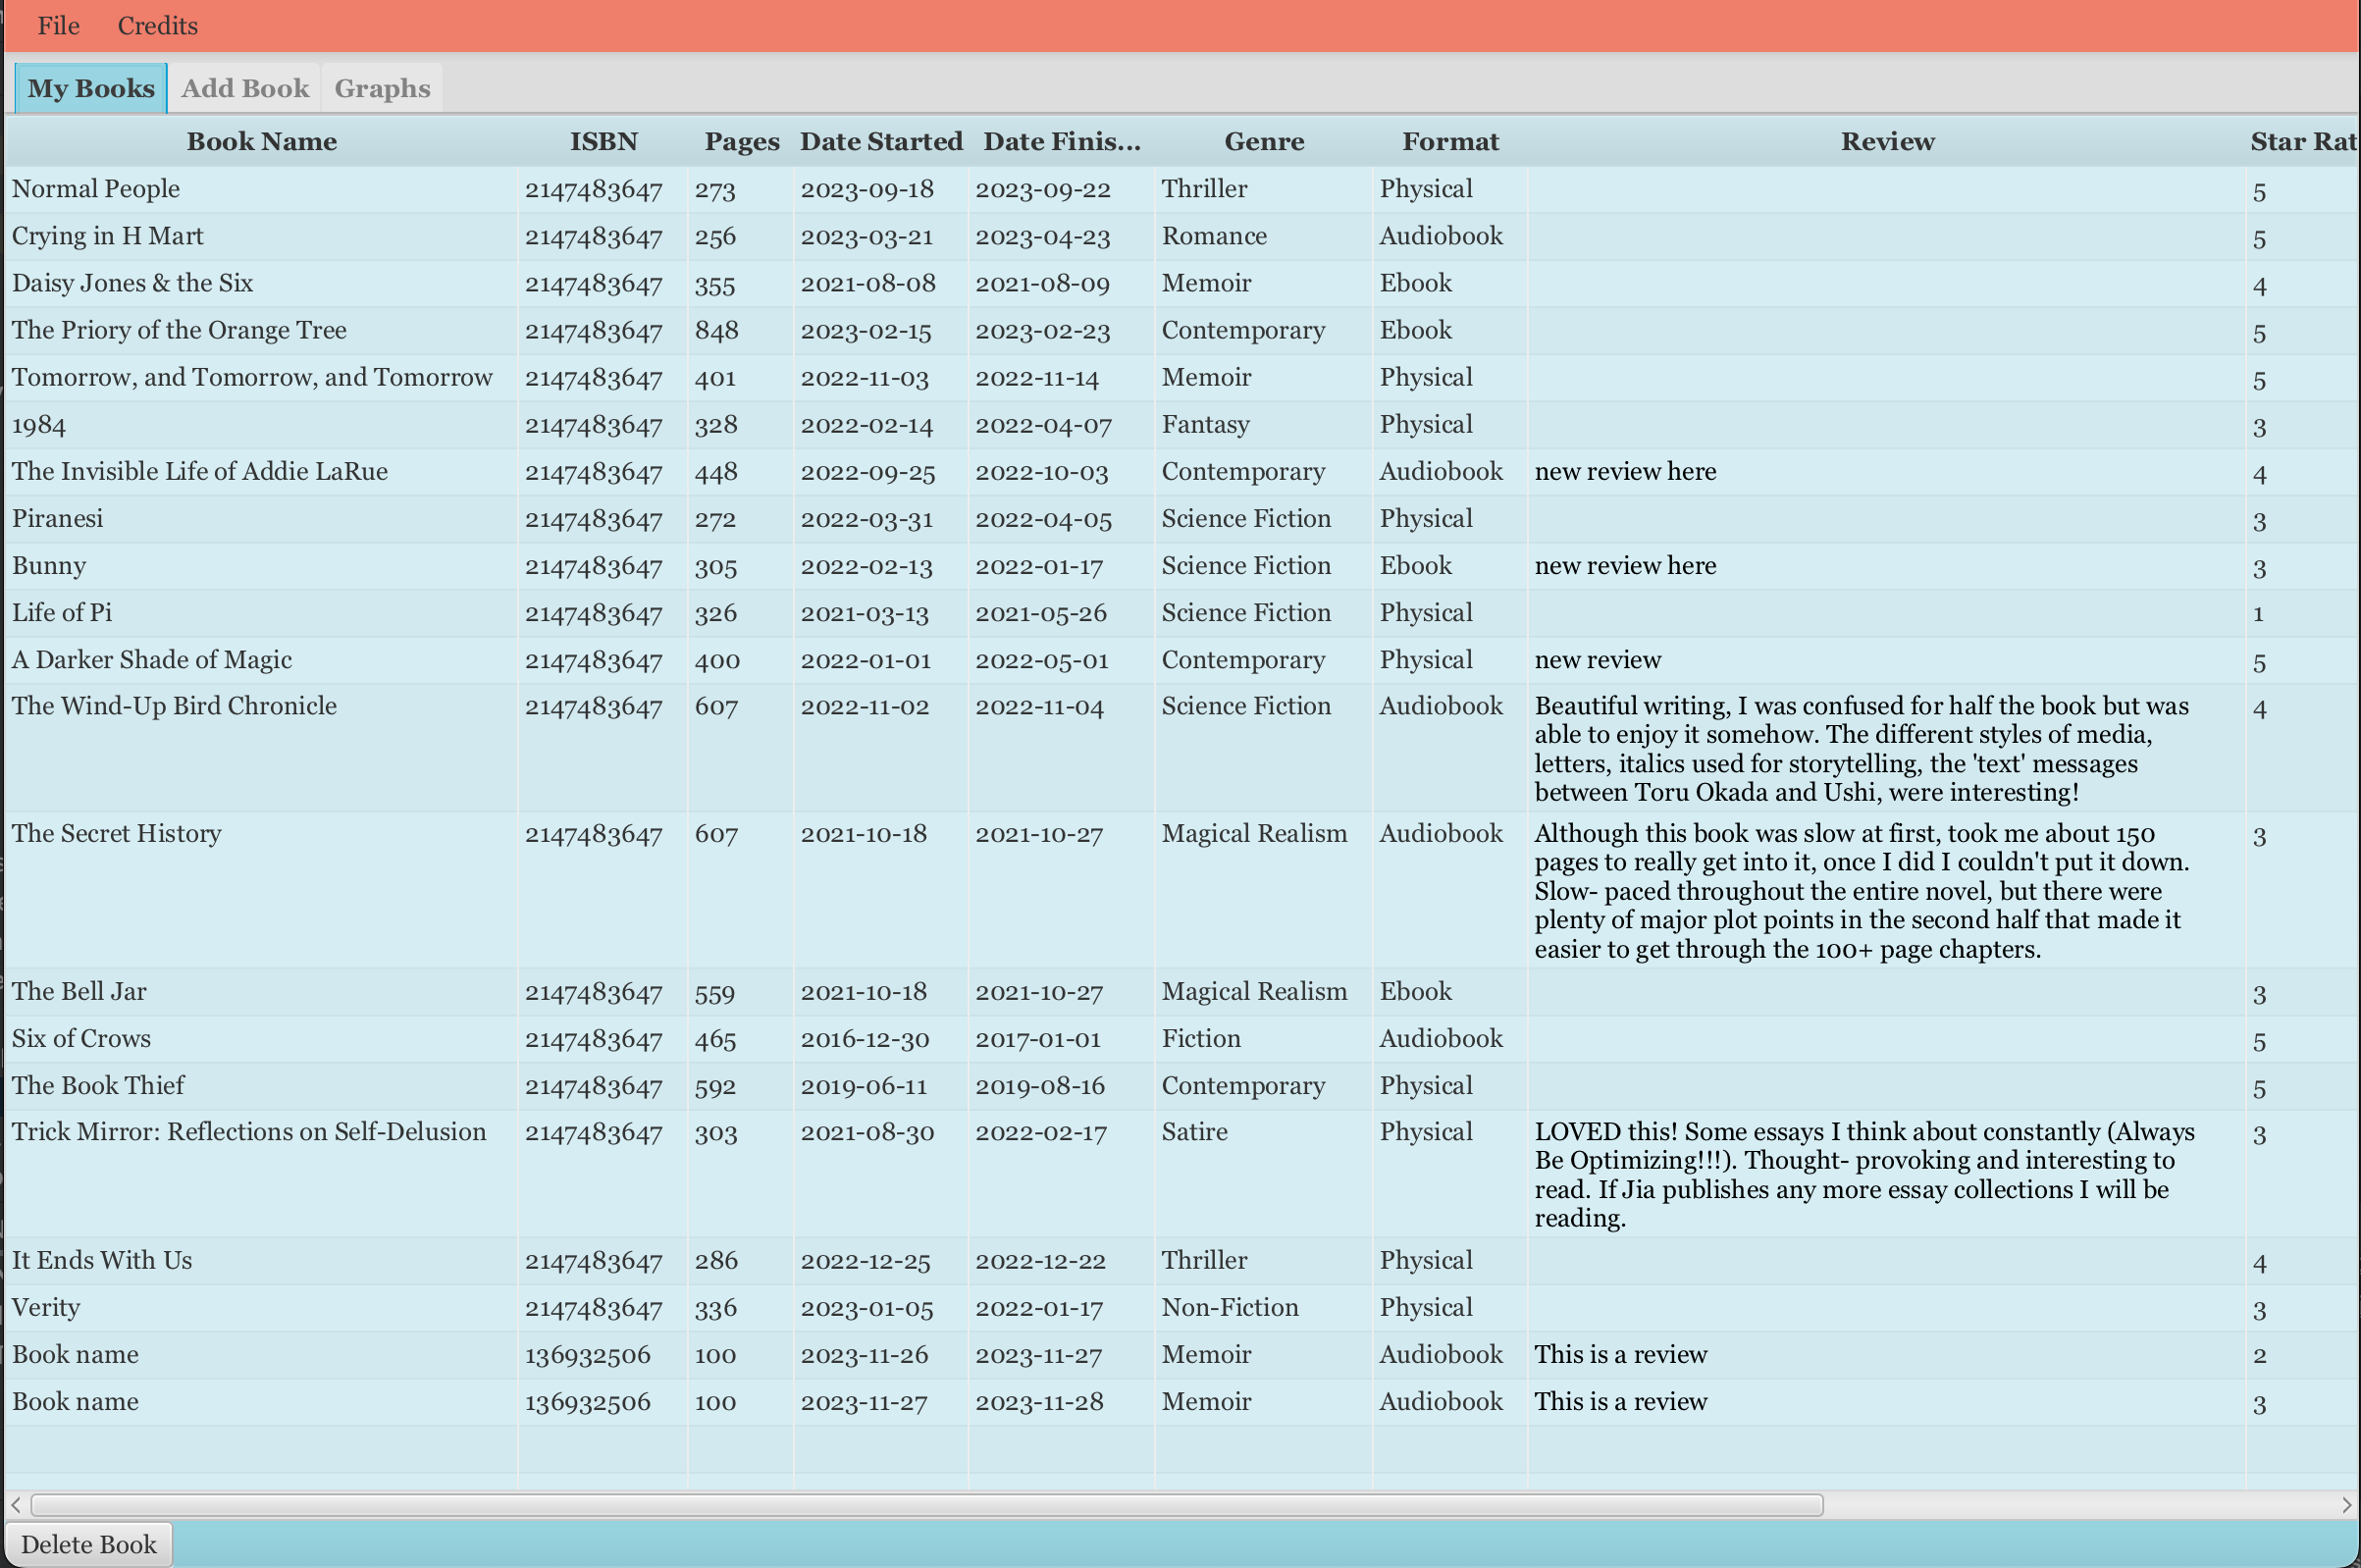 File Credits
My Books Add Book Graphs
Book Name ISBN Pages Date Started Date Finis... Genre Format Review Star Rat
Normal People 2147483647 273 2023-09-18 2023-09-22 Thriller Physical 5
Crying in H Mart 2147483647 256 2023-03-21 2023-04-23 Romance Audiobook 5
Daisy Jones & the Six 2147483647 355 2021-08-08 2021-08-09 Memoir Ebook 4
The Priory of the Orange Tree 2147483647 848 2023-02-15 2023-02-23 Contemporary Ebook 5
Tomorrow, and Tomorrow, and Tomorrow 2147483647 401 2022-11-03 2022-11-14 Memoir Physical 5
1984 2147483647 328 2022-02-14 2022-04-07 Fantasy Physical 3
The Invisible Life of Addie LaRue 2147483647 448 2022-09-25 2022-10-03 Contemporary Audiobook new review here 4
Piranesi 2147483647 272 2022-03-31 2022-04-05 Science Fiction Physical 3
Bunny 2147483647 305 2022-02-13 2022-01-17 Science Fiction Ebook new review here 3
Life of Pi 2147483647 326 2021-03-13 2021-05-26 Science Fiction Physical 1
A Darker Shade of Magic 2147483647 400 2022-01-01 2022-05-01 Contemporary Physical new review 5
The Wind-Up Bird Chronicle 2147483647 607 2022-11-02 2022-11-04 Science Fiction Audiobook Beautiful writing, I was confused for half the book but was 4
able to enjoy it somehow. The different styles of media,
letters, italics used for storytelling, the 'text' messages
between Toru Okada and Ushi, were interesting!
The Secret History 2147483647 607 2021-10-18 2021-10-27 Magical Realism Audiobook Although this book was slow at first, took me about 150 3
pages to really get into it, once I did I couldn't put it down.
Slow- paced throughout the entire novel, but there were
plenty of major plot points in the second half that made it
easier to get through the 100+ page chapters.
The Bell Jar 2147483647 559 2021-10-18 2021-10-27 Magical Realism Ebook 3
Six of Crows 2147483647 465 2016-12-30 2017-01-01 Fiction Audiobook 5
The Book Thief 2147483647 592 2019-06-11 2019-08-16 Contemporary Physical 5
Trick Mirror: Reflections on Self-Delusion 2147483647 303 2021-08-30 2022-02-17 Satire Physical LOVED this! Some essays I think about constantly (Always 3
Be Optimizing!!!). Thought- provoking and interesting to
read. If Jia publishes any more essay collections I will be
reading.
It Ends With Us 2147483647 286 2022-12-25 2022-12-22 Thriller Physical 4
Verity 2147483647 336 2023-01-05 2022-01-17 Non-Fiction Physical 3
Book name 136932506 100 2023-11-26 2023-11-27 Memoir Audiobook This is a review 2
Book name 136932506 100 2023-11-27 2023-11-28 Memoir Audiobook This is a review 3
Delete Book